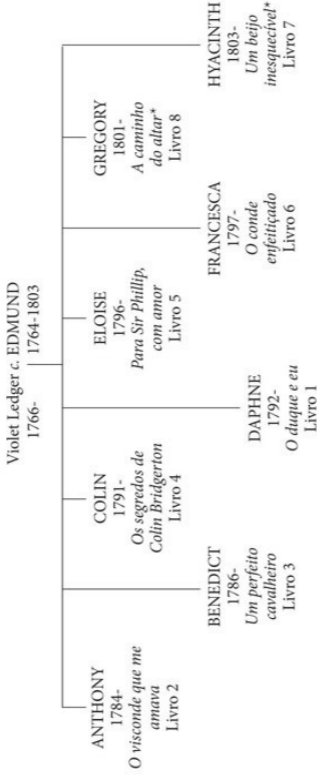 Violet Ledger c. EDMUND
1766- 1764-1803
ANTHONY
1784-
O visconde que me
amava
Livro 2
BENEDICT
1786-
Um perfeito
cavalheiro
Livro 3
COLIN
1791-
Os segredos de
Colin Bridgerton
Livro 4
DAPHNE
1792-
O duque e eu
Livro 1
ELOISE
1796-
Para Sir Phillip,
com amor
Livro 5
FRANCESCA
1797-
O conde
enfeitiçado
Livro 6
GREGORY
1801-
A caminho
do altar*
Livro 8
HYACINTH
1803-
Um beijo
inesquecível*
Livro 7